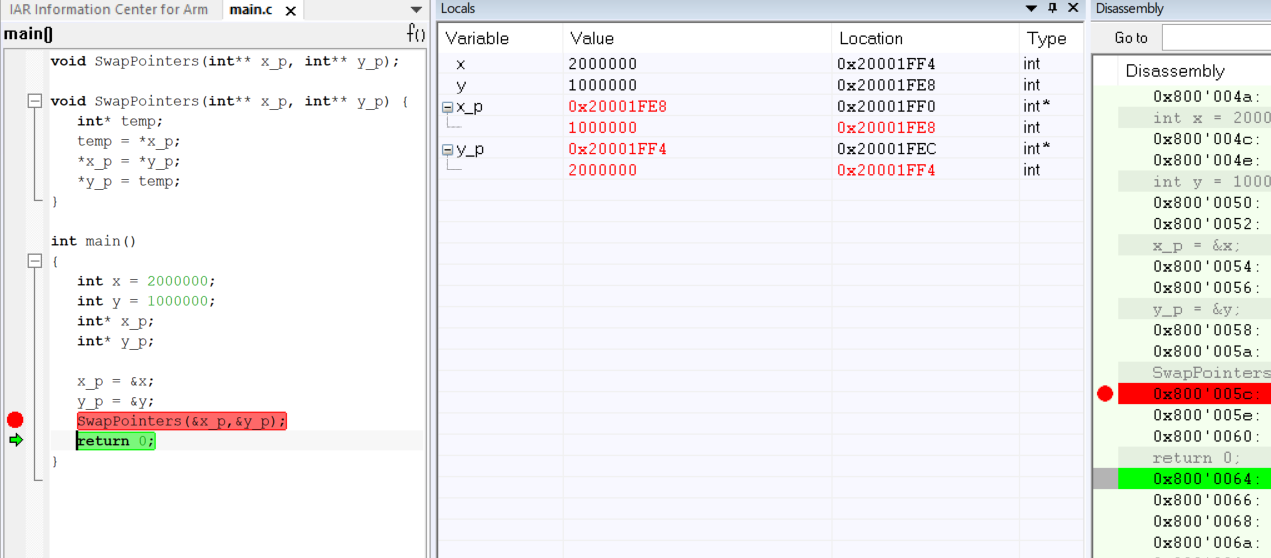 IAR Information Center for Arm main.c
main()
f()
void SwapPointers(int** x_p, int** y_p);
void SwapPointers(int** x_p, int** y_p) {
int* temp;
temp = *x_p;
*x_p = *y_p;
*y_p = temp;
}
int main()
{
int x = 2000000;
int y = 1000000;
int* x_p;
int* y_p;
x_p = &x;
y_p = &y;
SwapPointers(&x_p,&y_p);
return 0;
}
Locals
Variable Value Location Type
x 2000000 0x20001FF4 int
y 1000000 0x20001FE8 int
x_p 0x20001FE8 0x20001FF0 int*
1000000 0x20001FE8 int
y_p 0x20001FF4 0x20001FEC int*
2000000 0x20001FF4 int
Disassembly
Go to
Disassembly
0x800'004a:
int x = 2000
0x800'004c:
0x800'004e:
int y = 1000
0x800'0050:
0x800'0052:
x_p = &x;
0x800'0054:
0x800'0056:
y_p = &y;
0x800'0058:
0x800'005a:
SwapPointers
0x800'005c:
0x800'005e:
0x800'0060:
return 0;
0x800'0064:
0x800'0066:
0x800'0068:
0x800'006a: